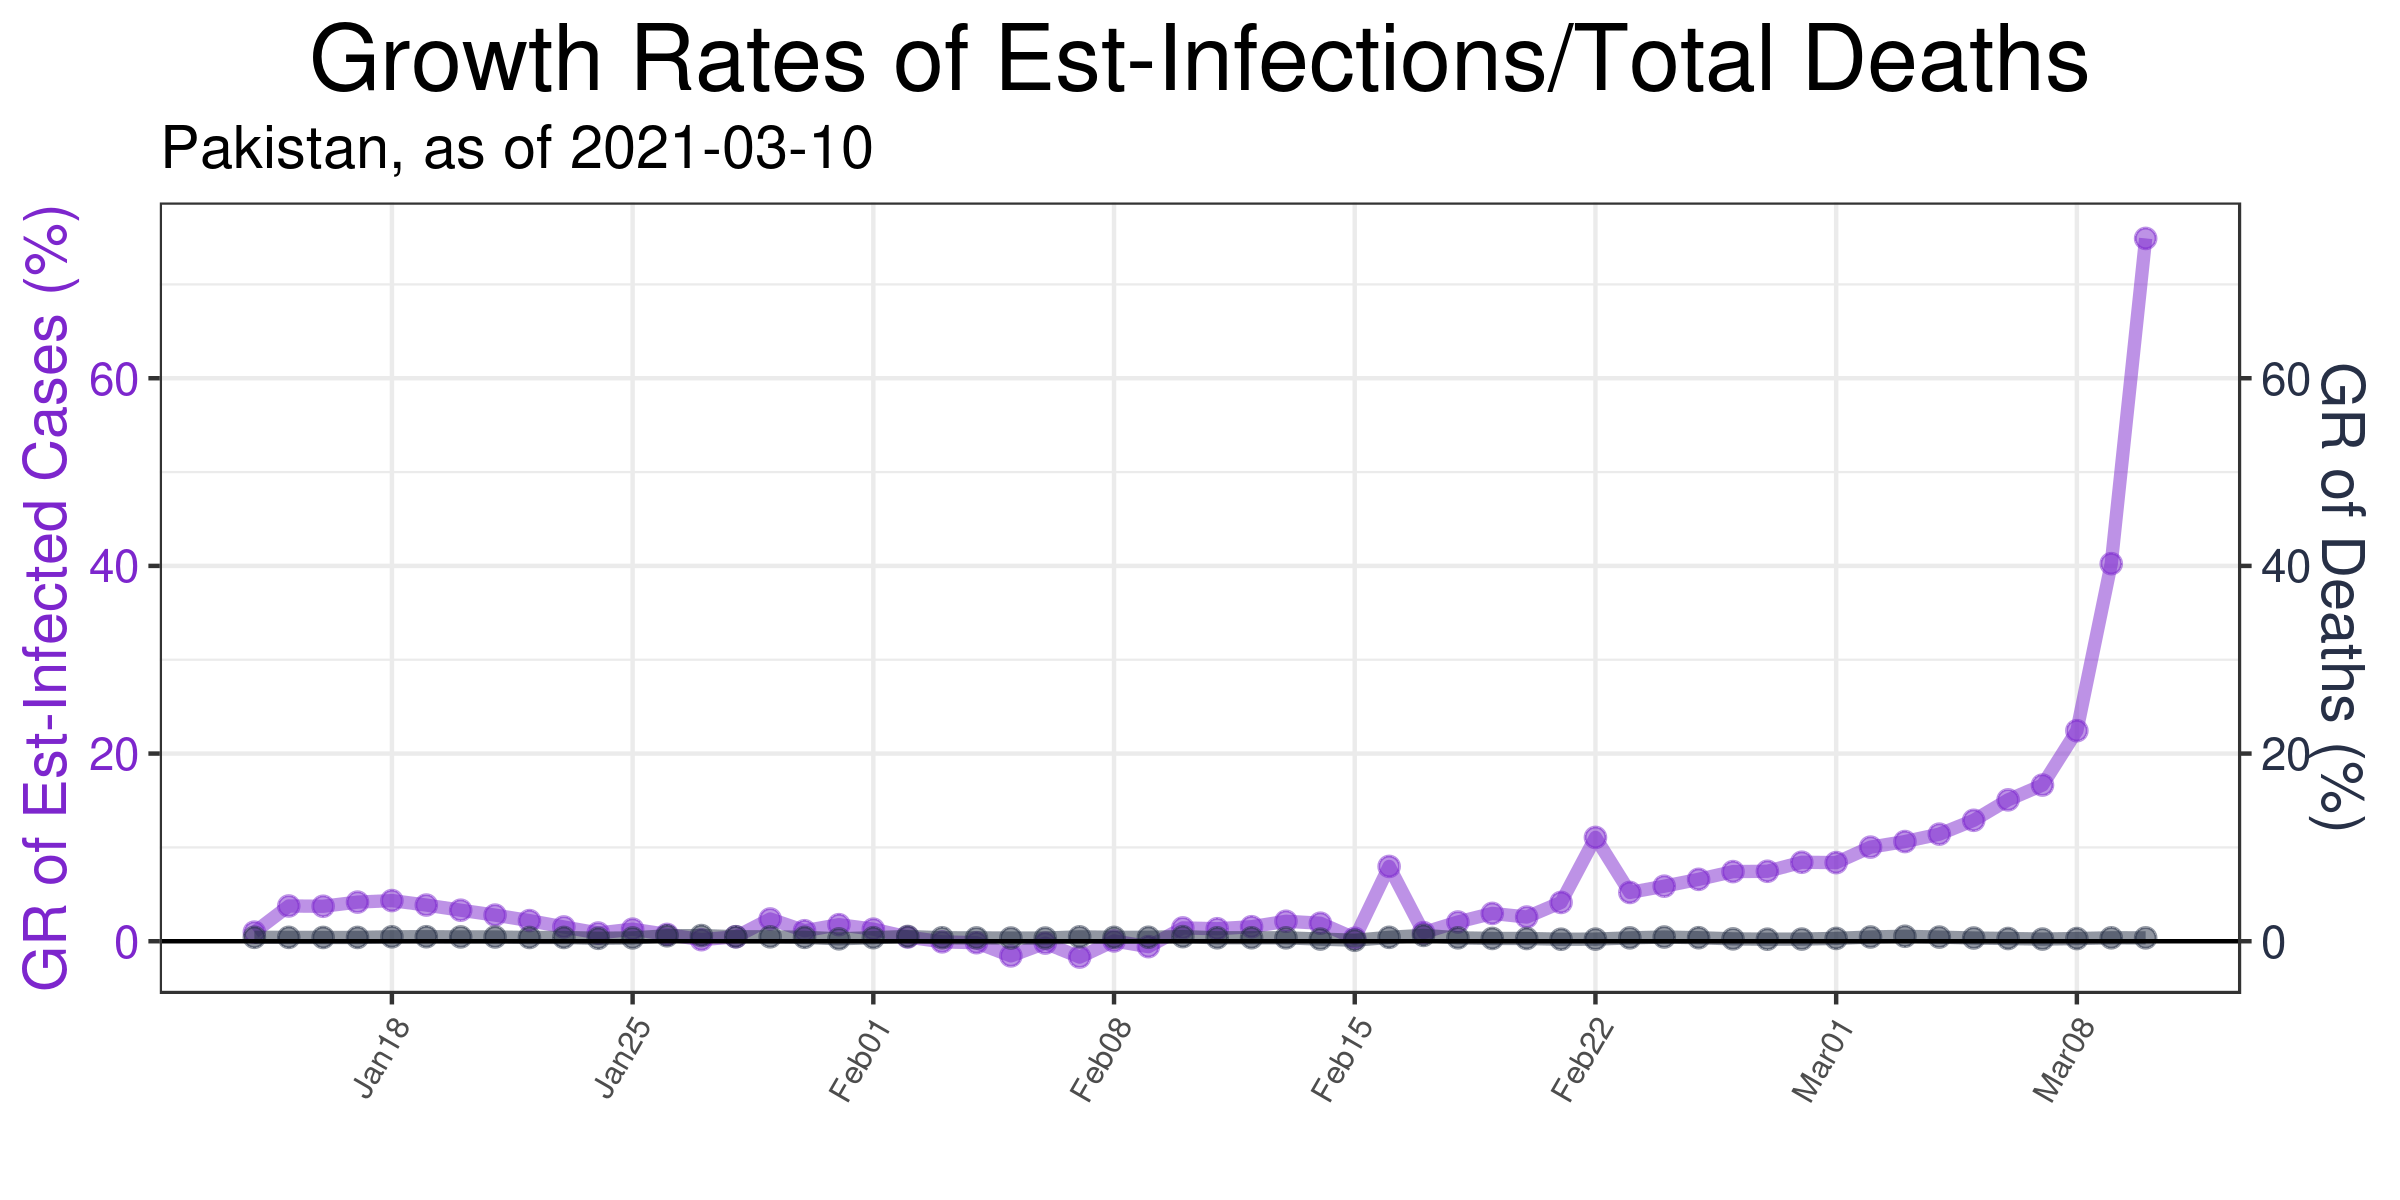 Growth Rates of Est-Infections/Total Deaths
Pakistan, as of 2021-03-10
GR of Est-Infected Cases (%)
60
40
20
0
60
40
20
0
GR of Deaths (%)
Jan18
Jan25
Feb01
Feb08
Feb15
Feb22
Mar01
Mar08